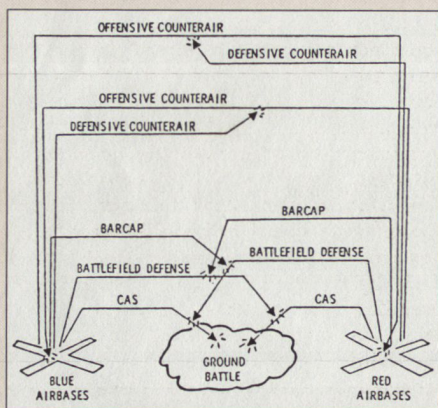 OFFENSIVE COUNTERAIR
DEFENSIVE COUNTERAIR
OFFENSIVE COUNTERAIR
DEFENSIVE COUNTERAIR
BARCAP
BARCAP
BATTLEFIELD DEFENSE
BATTLEFIELD DEFENSE
CAS
CAS
GROUND
BATTLE
BLUE
AIRBASES
RED
AIRBASES